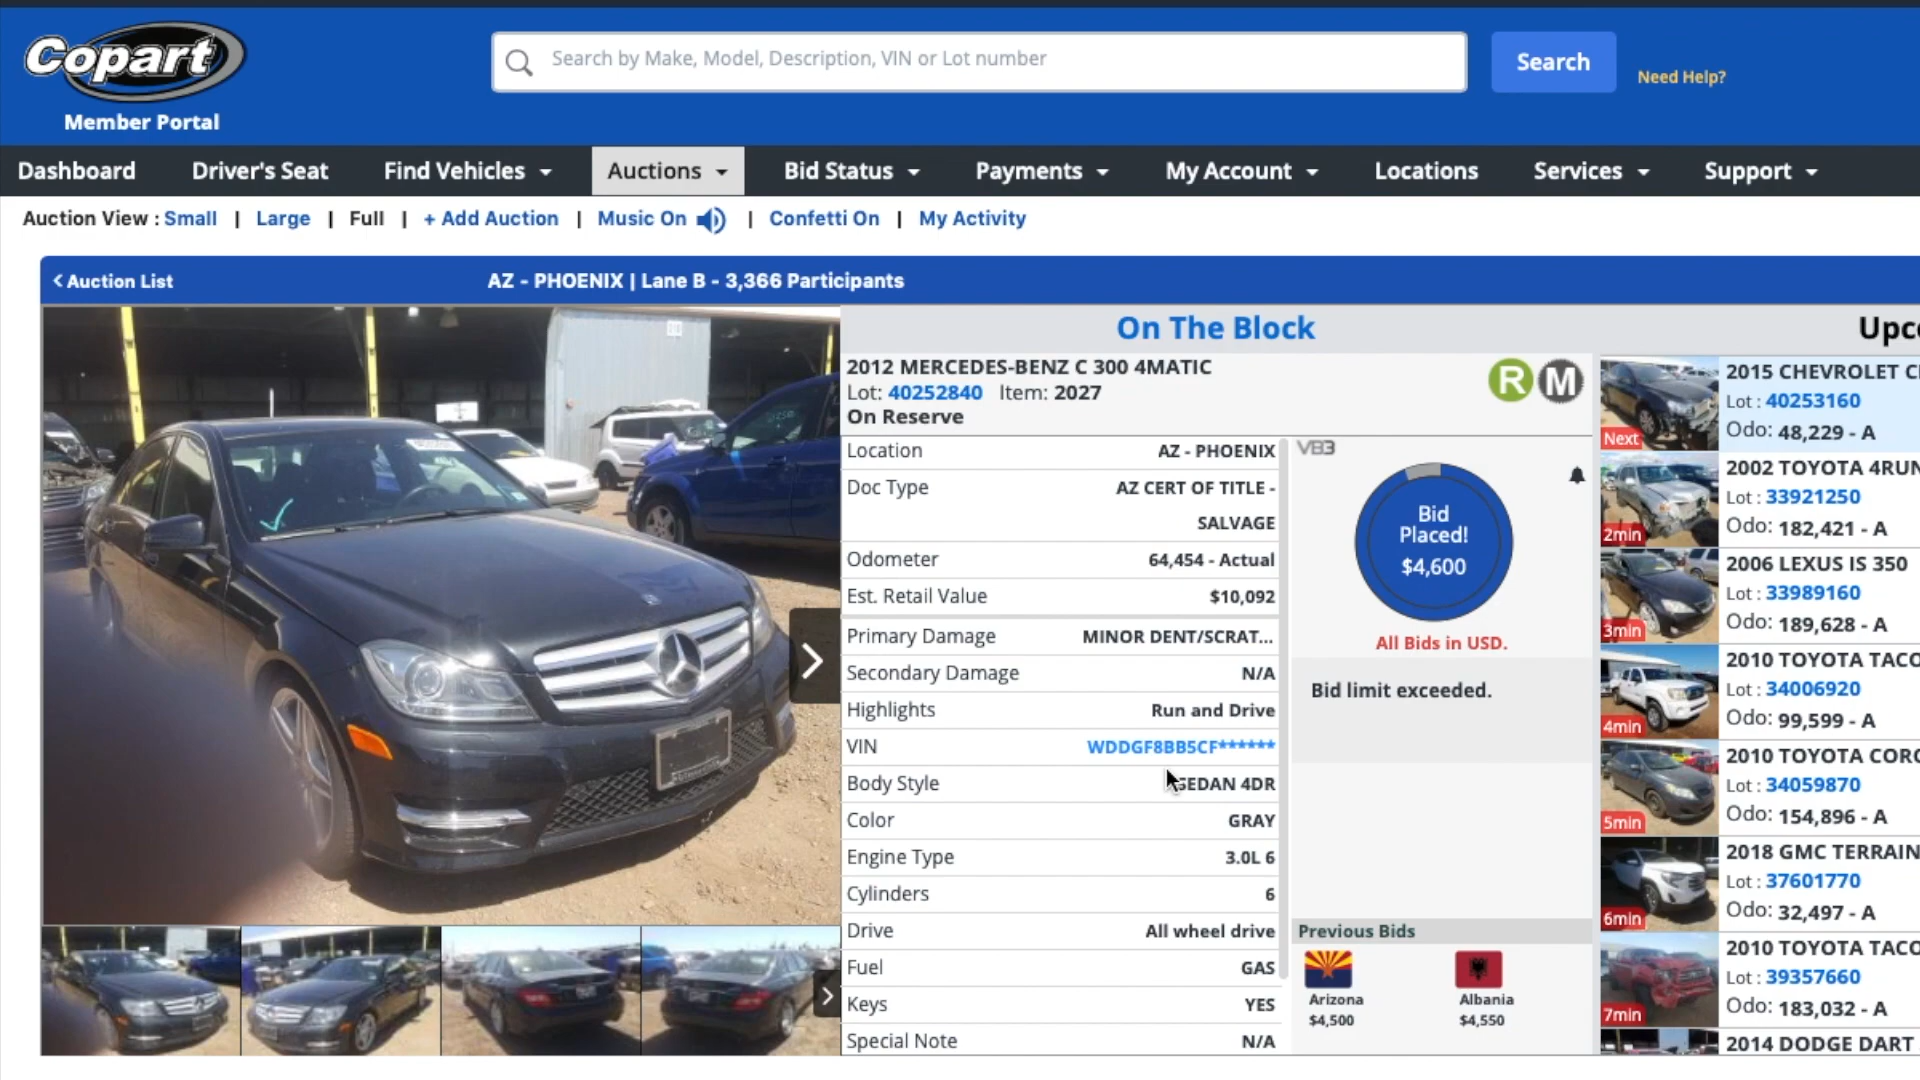 Copart
Member Portal
Search by Make, Model, Description, VIN or Lot number
Search
Need Help?
Dashboard
Driver's Seat
Find Vehicles
Auctions
Bid Status
Payments
My Account
Locations
Services
Support
Auction View : Small | Large | Full | + Add Auction | Music On | Confetti On | My Activity
< Auction List
AZ - PHOENIX | Lane B - 3,366 Participants
On The Block
2012 MERCEDES-BENZ C 300 4MATIC
Lot: 40252840 Item: 2027
On Reserve
R M
Location AZ - PHOENIX
Doc Type AZ CERT OF TITLE -
SALVAGE
Odometer 64,454 - Actual
Est. Retail Value $10,092
Primary Damage MINOR DENT/SCRAT...
Secondary Damage N/A
Highlights Run and Drive
VIN WDDGF8BB5CF******
Body Style SEDAN 4DR
Color GRAY
Engine Type 3.0L 6
Cylinders 6
Drive All wheel drive
Fuel GAS
Keys YES
Special Note N/A
VB3
Bid
Placed!
$4,600
All Bids in USD.
Bid limit exceeded.
Previous Bids
Arizona
$4,500
Albania
$4,550
Upco
2015 CHEVROLET C
Lot : 40253160
Odo: 48,229 - A
Next
2002 TOYOTA 4RUN
Lot : 33921250
Odo: 182,421 - A
2min
2006 LEXUS IS 350
Lot : 33989160
Odo: 189,628 - A
3min
2010 TOYOTA TACO
Lot : 34006920
Odo: 99,599 - A
4min
2010 TOYOTA CORO
Lot : 34059870
Odo: 154,896 - A
5min
2018 GMC TERRAIN
Lot : 37601770
Odo: 32,497 - A
6min
2010 TOYOTA TACO
Lot : 39357660
Odo: 183,032 - A
7min
2014 DODGE DART